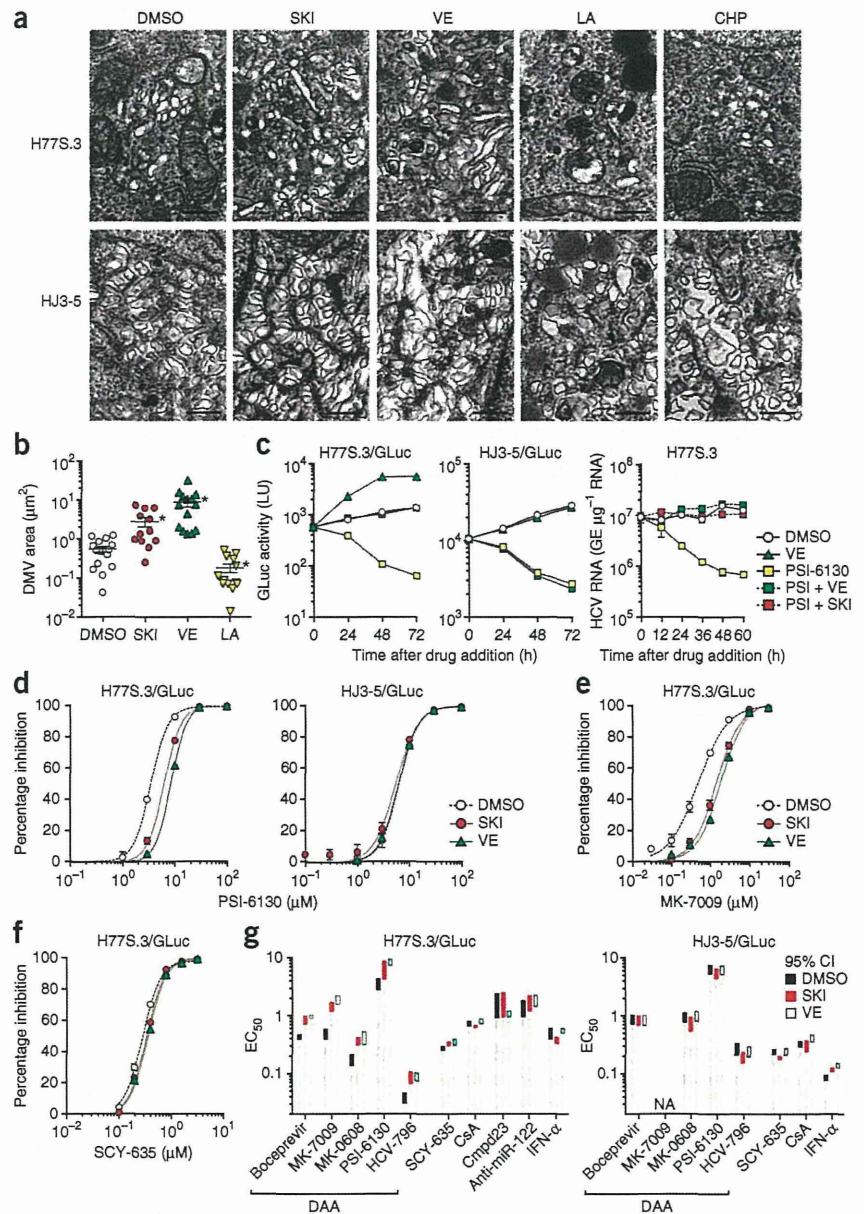 a
DMSO SKI VE LA CHP
H77S.3
HJ3-5
b
DMV area (μm²)
10² 10¹ 10⁰ 10⁻¹ 10⁻²
* * *
DMSO SKI VE LA
c
H77S.3/GLuc HJ3-5/GLuc H77S.3
GLuc activity (LU)
10⁴ 10³ 10² 10¹
10⁵ 10⁴ 10³
HCV RNA (GE μg⁻¹ RNA)
10⁸ 10⁷ 10⁶ 10⁵
0 24 48 72
0 24 48 72
0 12 24 36 48 60
Time after drug addition (h) Time after drug addition (h)
DMSO
VE
PSI-6130
PSI + VE
PSI + SKI
d
H77S.3/GLuc HJ3-5/GLuc
Percentage inhibition
100 80 60 40 20 0
100 80 60 40 20 0
10⁻¹ 10⁰ 10¹ 10²
10⁻¹ 10⁰ 10¹ 10²
PSI-6130 (μM)
DMSO
SKI
VE
e
H77S.3/GLuc
Percentage inhibition
100 80 60 40 20 0
10⁻² 10⁻¹ 10⁰ 10¹ 10²
MK-7009 (μM)
DMSO
SKI
VE
f
H77S.3/GLuc
Percentage inhibition
100 80 60 40 20 0
10⁻² 10⁻¹ 10⁰ 10¹
SCY-635 (μM)
g
H77S.3/GLuc HJ3-5/GLuc
EC₅₀
10 1 0.1
Boceprevir MK-7009 MK-0608 PSI-6130 HCV-796 SCY-635 CsA Cmpd23 Anti-miR-122 IFN-α
DAA
EC₅₀
10 1 0.1
NA
95% CI
DMSO
SKI
VE
Boceprevir MK-7009 MK-0608 PSI-6130 HCV-796 SCY-635 CsA IFN-α
DAA